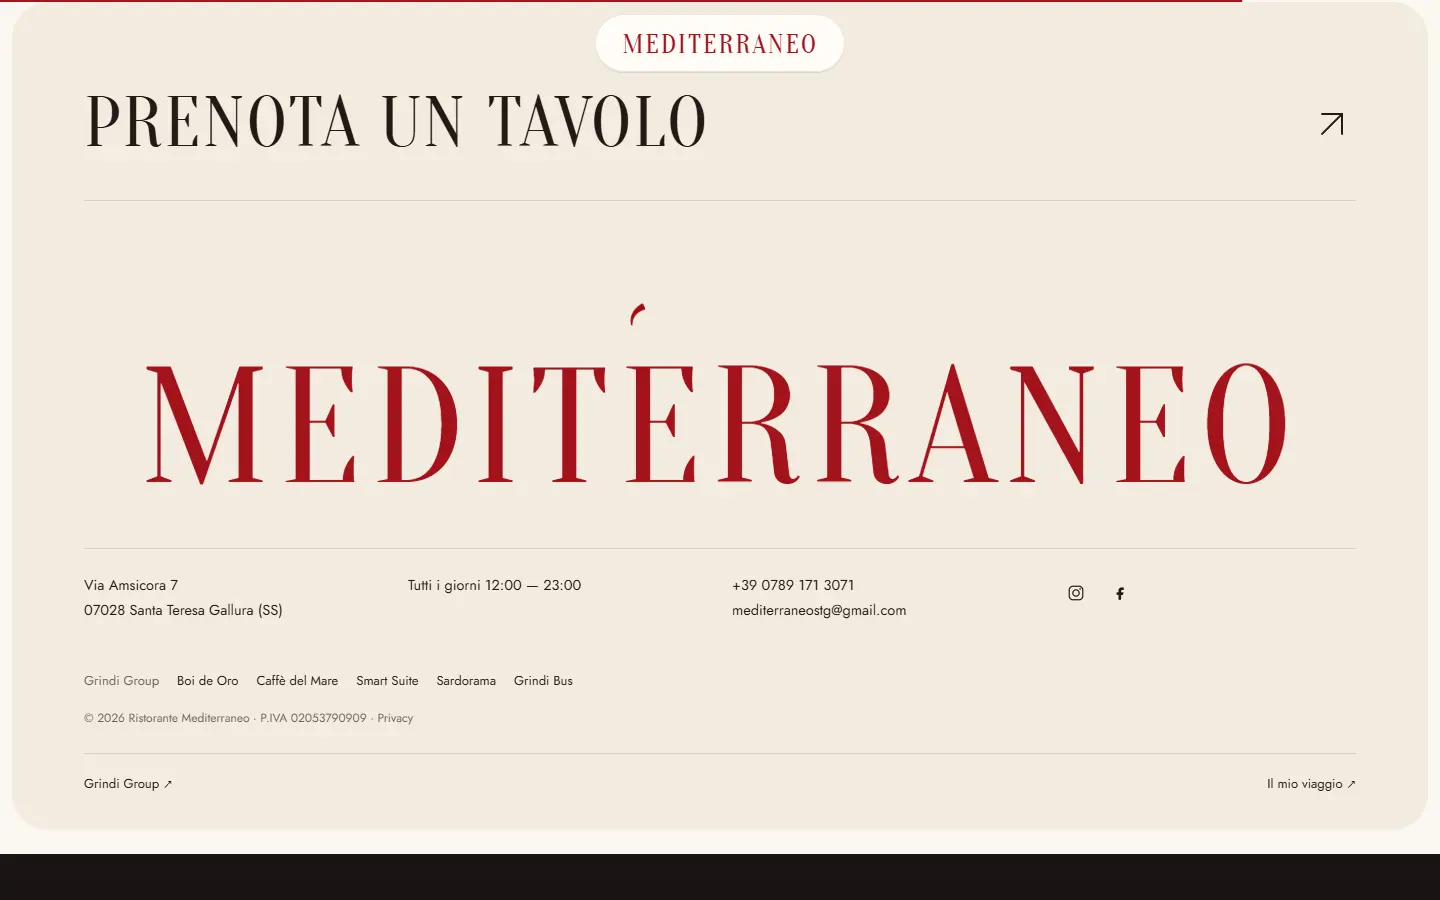 MEDITERRANEO
PRENOTA UN TAVOLO
MEDITÉRRANEO
Via Amsicora 7
07028 Santa Teresa Gallura (SS)
Tutti i giorni 12:00 — 23:00
+39 0789 171 3071
mediterraneostg@gmail.com
Grindi Group Boi de Oro Caffè del Mare Smart Suite Sardorama Grindi Bus
© 2026 Ristorante Mediterraneo · P.IVA 02053790909 · Privacy
Grindi Group ↗
Il mio viaggio ↗